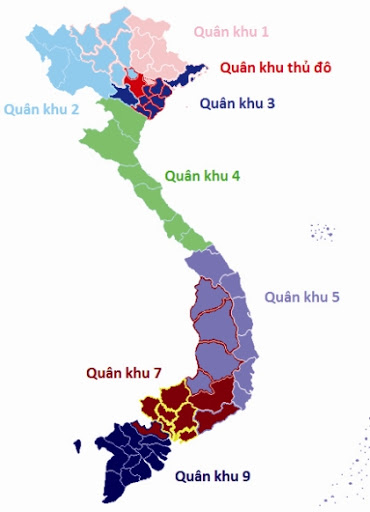 Quân khu 1
Quân khu thủ đô
Quân khu 2
Quân khu 3
Quân khu 4
Quân khu 5
Quân khu 7
Quân khu 9